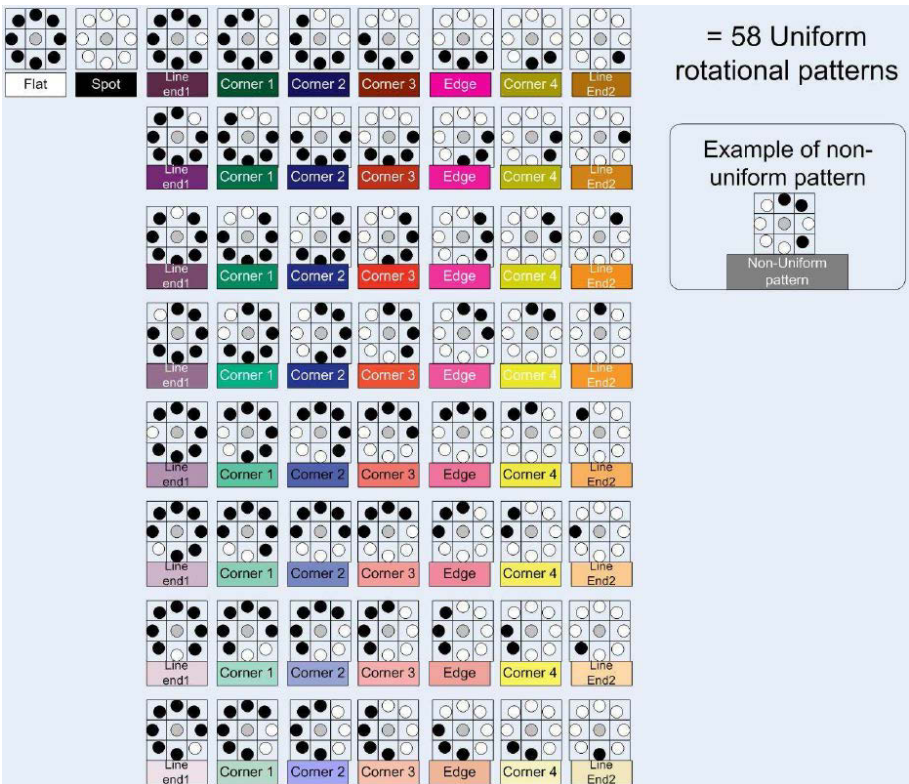 = 58 Uniform
rotational patterns
Flat
Spot
Line
end1
Corner 1
Corner 2
Corner 3
Edge
Corner 4
Line
End2
Example of non-
uniform pattern
Non-Uniform
pattern
Line
end1
Corner 1
Corner 2
Corner 3
Edge
Corner 4
Line
End2
Line
end1
Corner 1
Corner 2
Corner 3
Edge
Corner 4
Line
End2
Line
end1
Corner 1
Corner 2
Corner 3
Edge
Corner 4
Line
End2
Line
end1
Corner 1
Corner 2
Corner 3
Edge
Corner 4
Line
End2
Line
end1
Corner 1
Corner 2
Corner 3
Edge
Corner 4
Line
End2
Line
end1
Corner 1
Corner 2
Corner 3
Edge
Corner 4
Line
End2
Line
end1
Corner 1
Corner 2
Corner 3
Edge
Corner 4
Line
End2